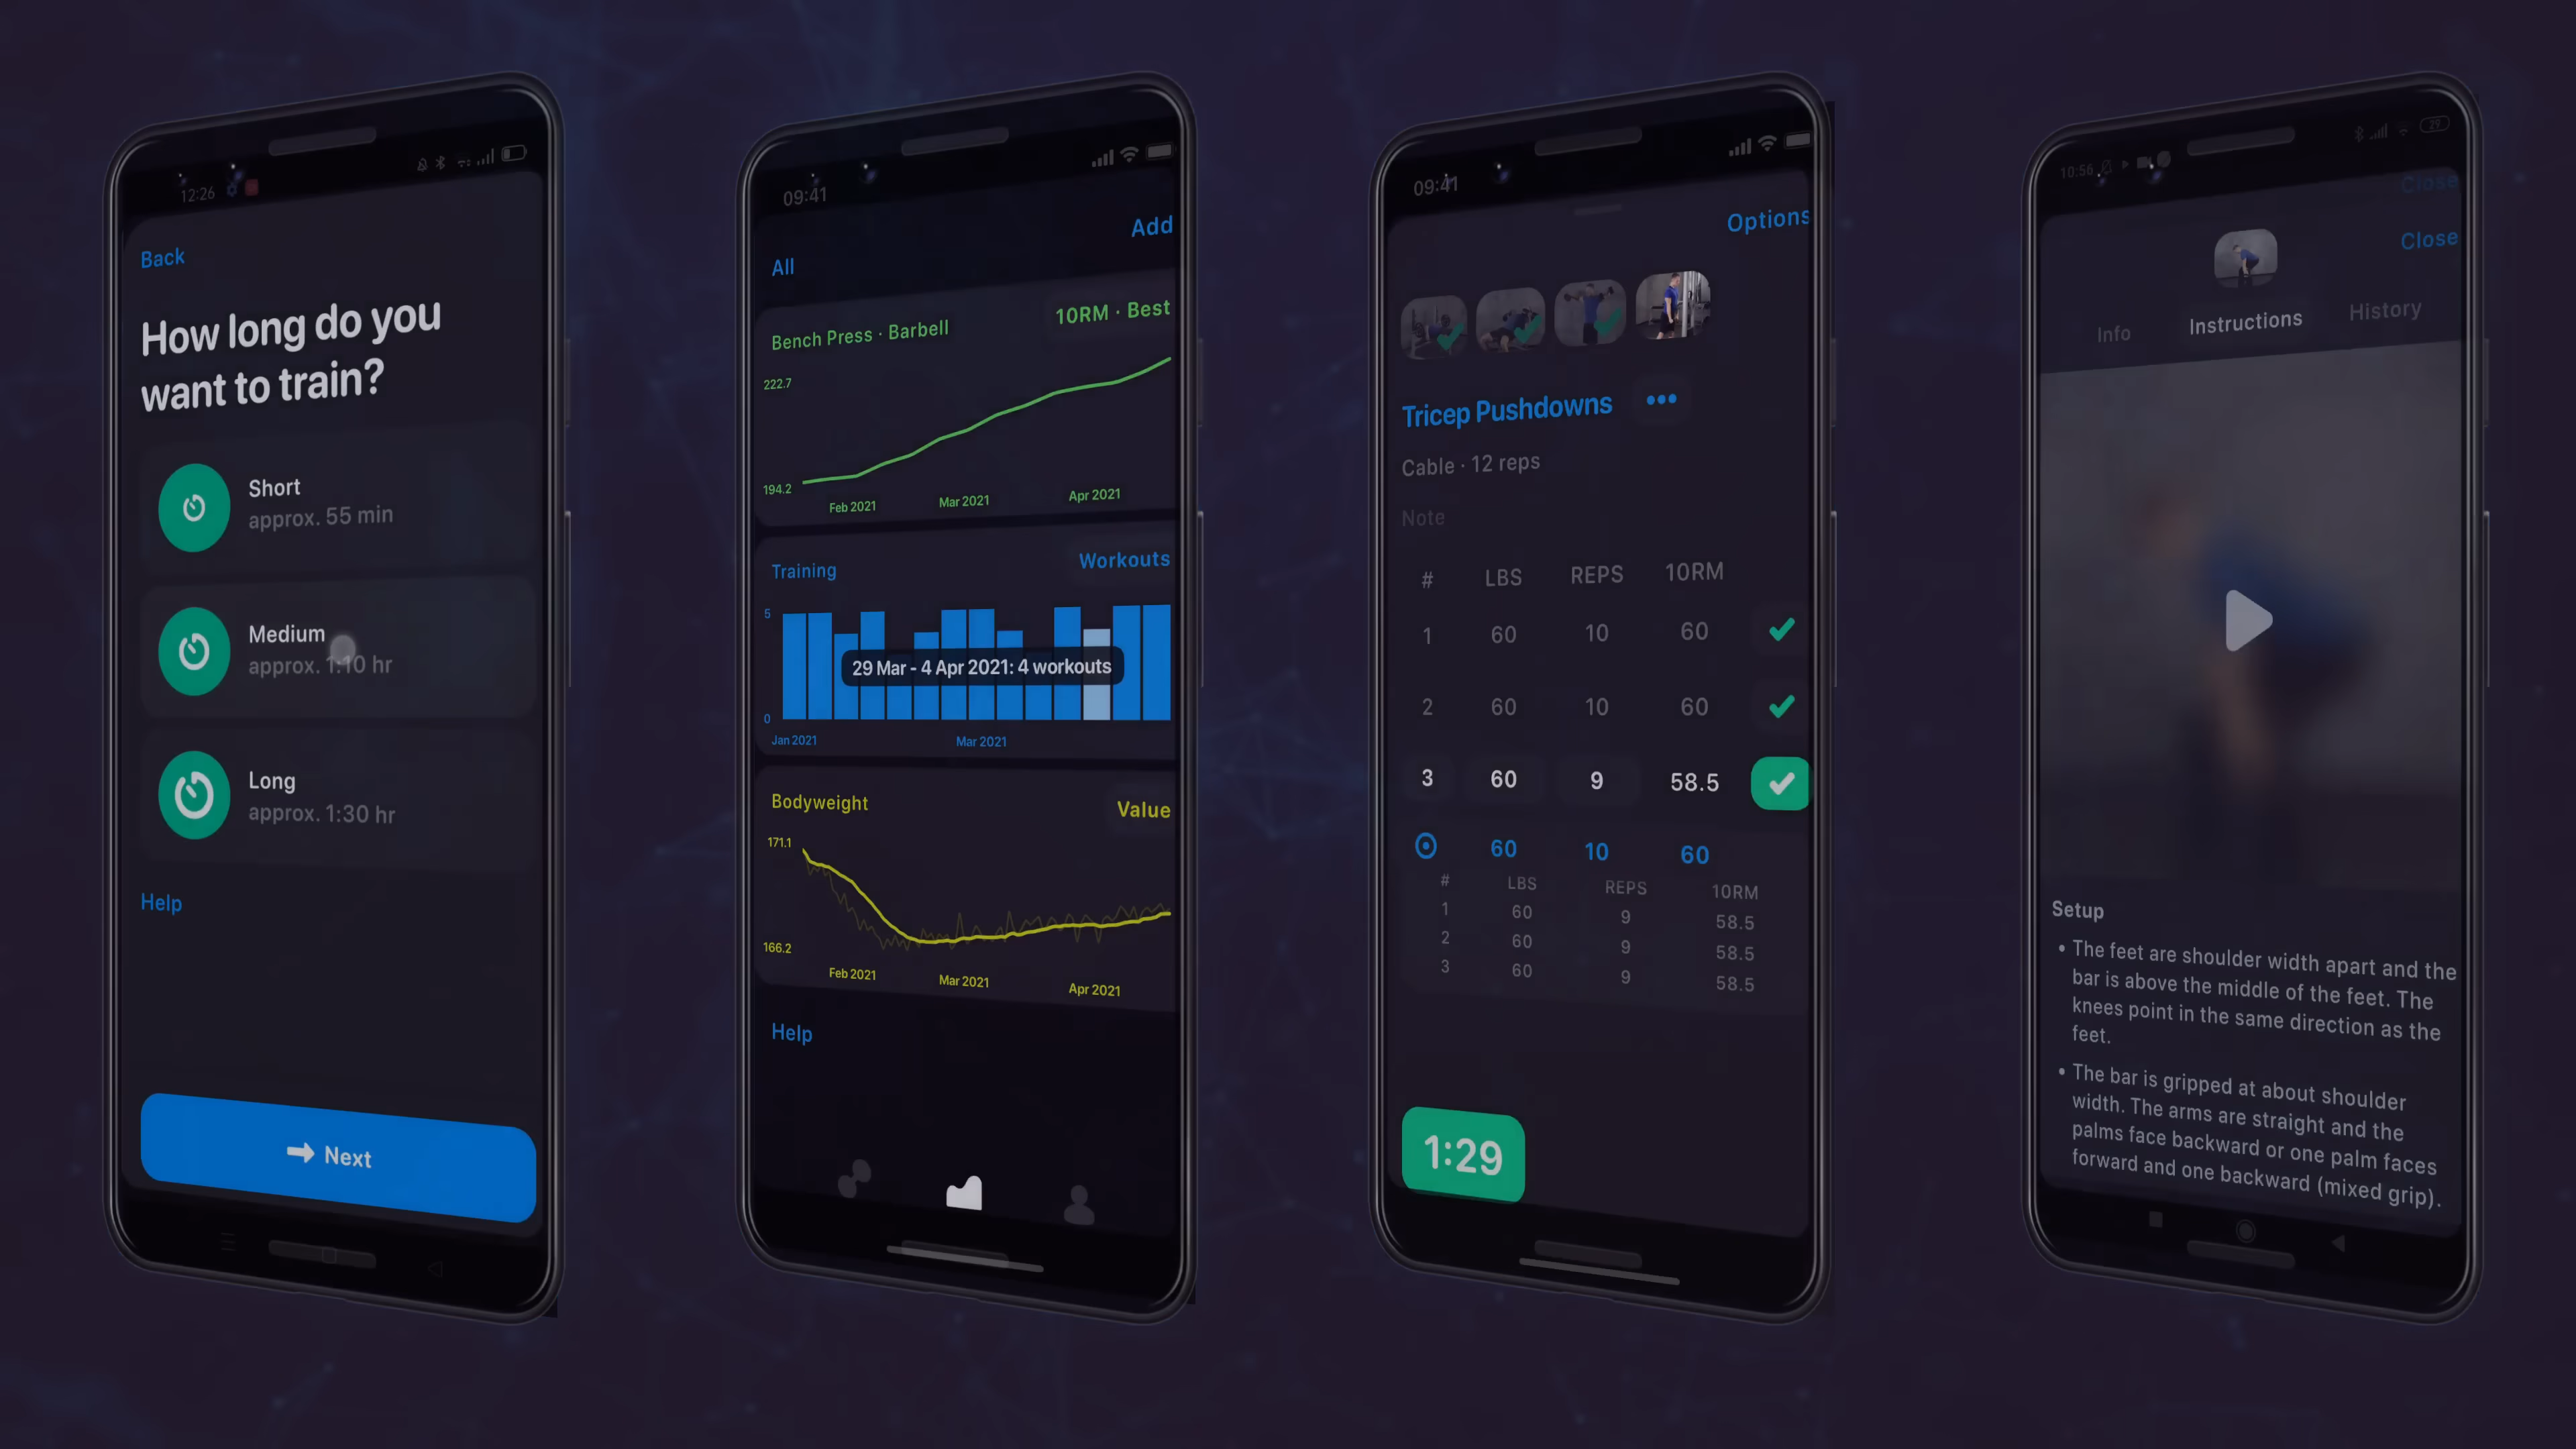 12:26
Back
How long do you
want to train?
Short
approx. 55 min
Medium
approx. 1:10 hr
Long
approx. 1:30 hr
Help
Next
09:41
Add
All
Bench Press · Barbell
10RM · Best
222.7
194.2
Feb 2021
Mar 2021
Apr 2021
Training
Workouts
5
29 Mar - 4 Apr 2021: 4 workouts
0
Jan 2021
Mar 2021
Bodyweight
Value
171.1
166.2
Feb 2021
Mar 2021
Apr 2021
Help
09:41
Options
Tricep Pushdowns
Cable · 12 reps
Note
# LBS REPS 10RM
1 60 10 60
2 60 10 60
3 60 9 58.5
60 10 60
# LBS REPS 10RM
1 60 9 58.5
2 60 9 58.5
3 60 9 58.5
1:29
10:56
29
Close
Close
Info Instructions History
Setup
• The feet are shoulder width apart and the
bar is above the middle of the feet. The
knees point in the same direction as the
feet.
• The bar is gripped at about shoulder
width. The arms are straight and the
palms face backward or one palm faces
forward and one backward (mixed grip).